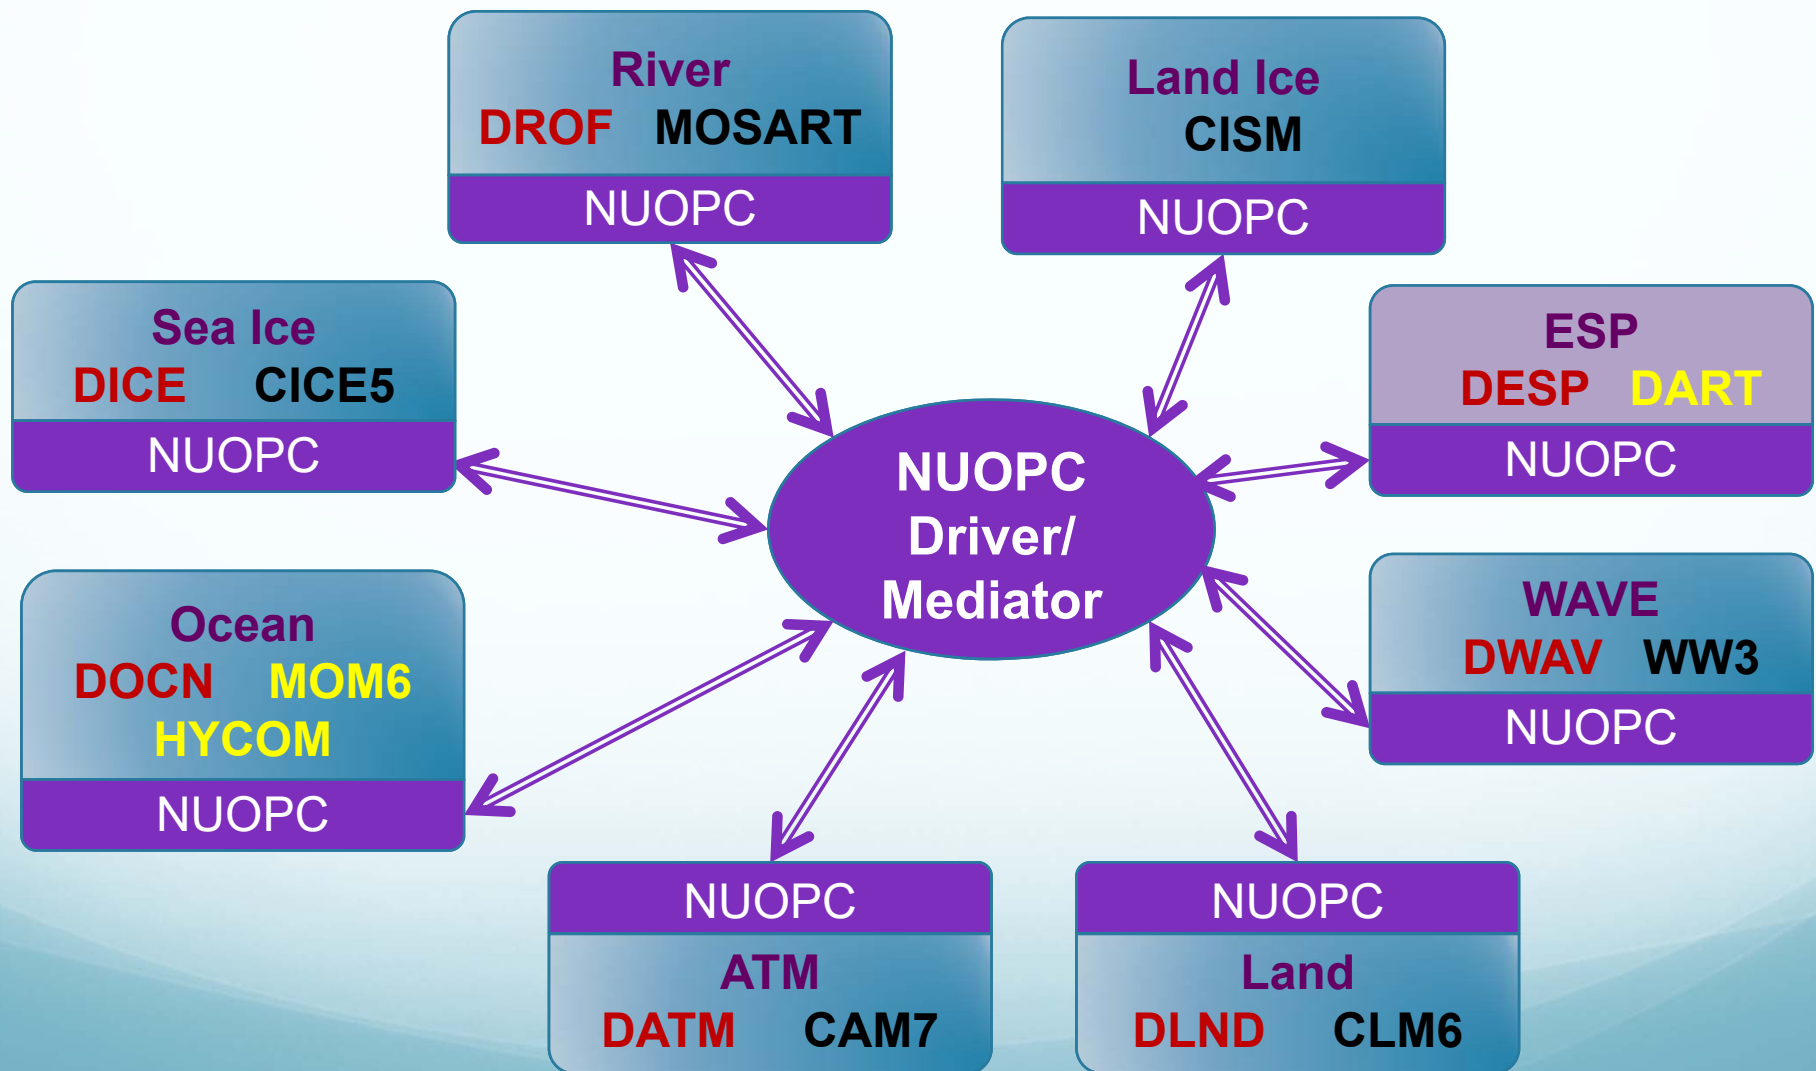 River
DROF MOSART
NUOPC
Land Ice
CISM
NUOPC
Sea Ice
DICE CICE5
NUOPC
ESP
DESP DART
NUOPC
NUOPC
Driver/
Mediator
Ocean
DOCN MOM6
HYCOM
NUOPC
WAVE
DWAV WW3
NUOPC
NUOPC
ATM
DATM CAM7
NUOPC
Land
DLND CLM6